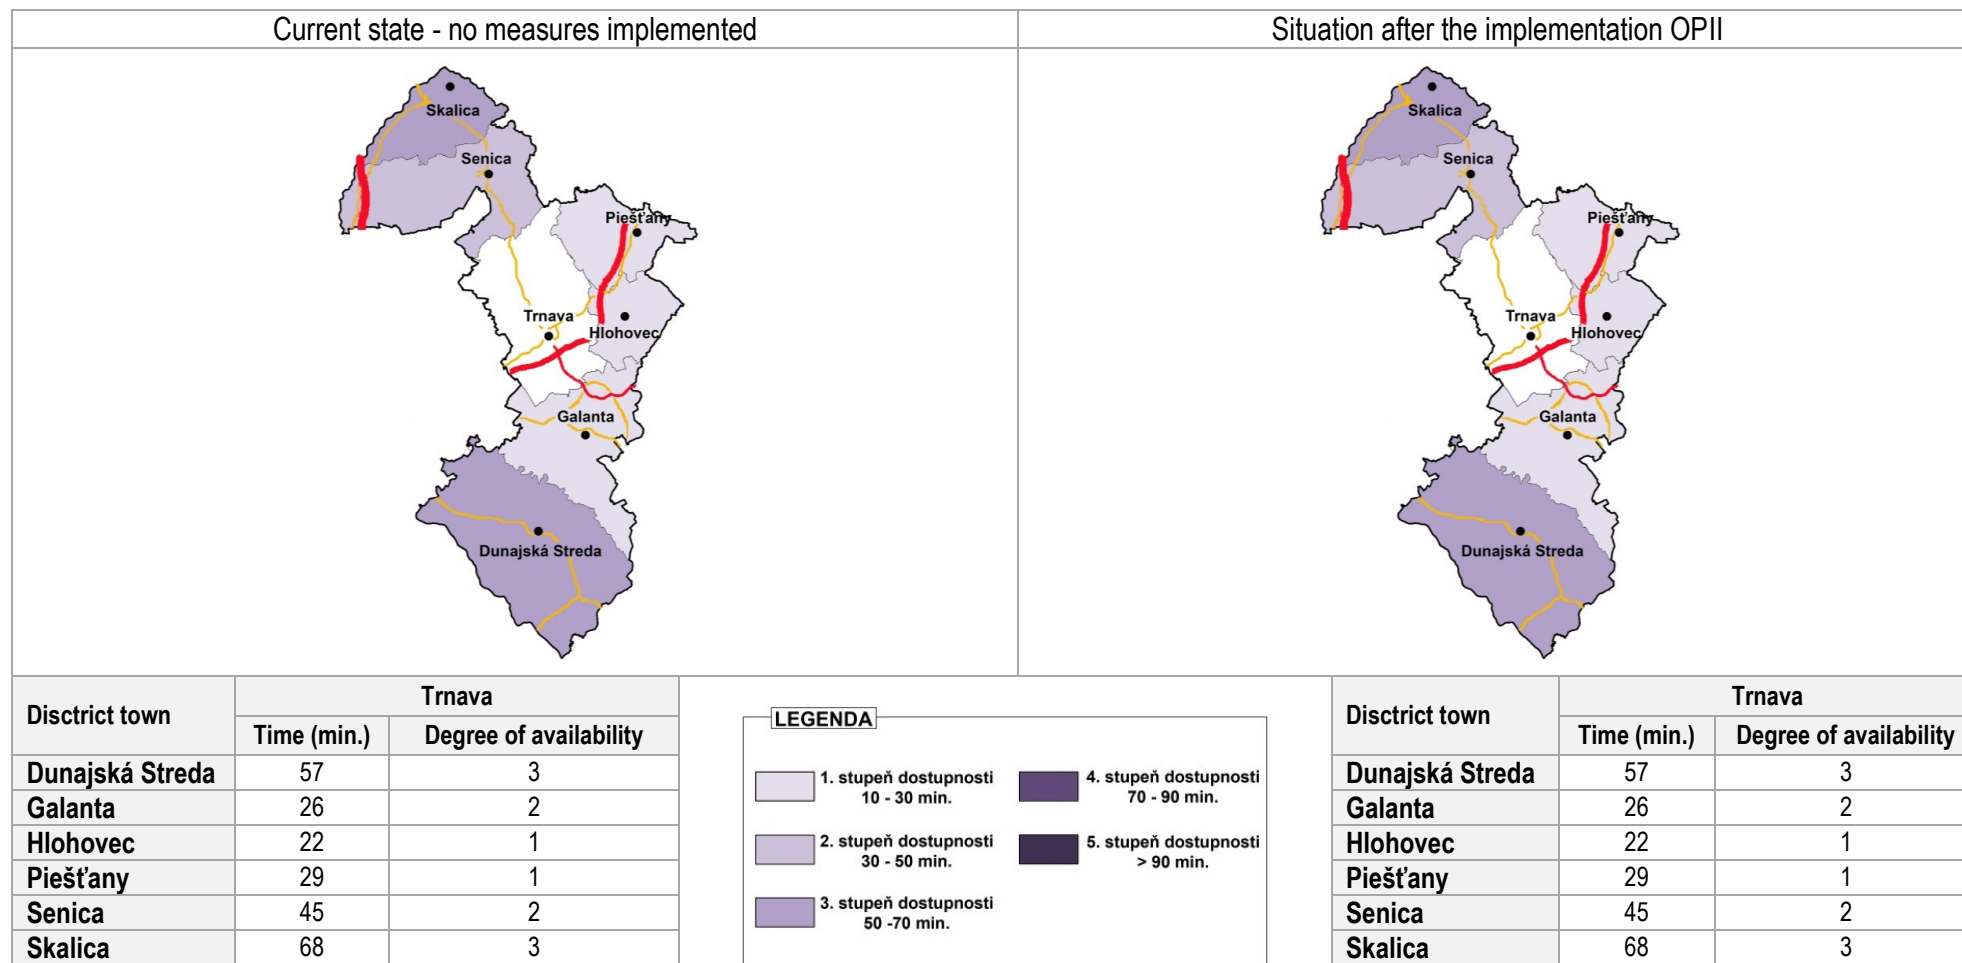 Current state - no measures implemented
Situation after the implementation OPII
Skalica
Senica
Piešťany
Trnava
Hlohovec
Galanta
Dunajská Streda
Skalica
Senica
Piešťany
Trnava
Hlohovec
Galanta
Dunajská Streda
Disctrict town
Trnava
Time (min.) Degree of availability
Dunajská Streda 57 3
Galanta 26 2
Hlohovec 22 1
Piešťany 29 1
Senica 45 2
Skalica 68 3
LEGENDA
1. stupeň dostupnosti
10 - 30 min.
2. stupeň dostupnosti
30 - 50 min.
3. stupeň dostupnosti
50 -70 min.
4. stupeň dostupnosti
70 - 90 min.
5. stupeň dostupnosti
> 90 min.
Disctrict town
Trnava
Time (min.) Degree of availability
Dunajská Streda 57 3
Galanta 26 2
Hlohovec 22 1
Piešťany 29 1
Senica 45 2
Skalica 68 3